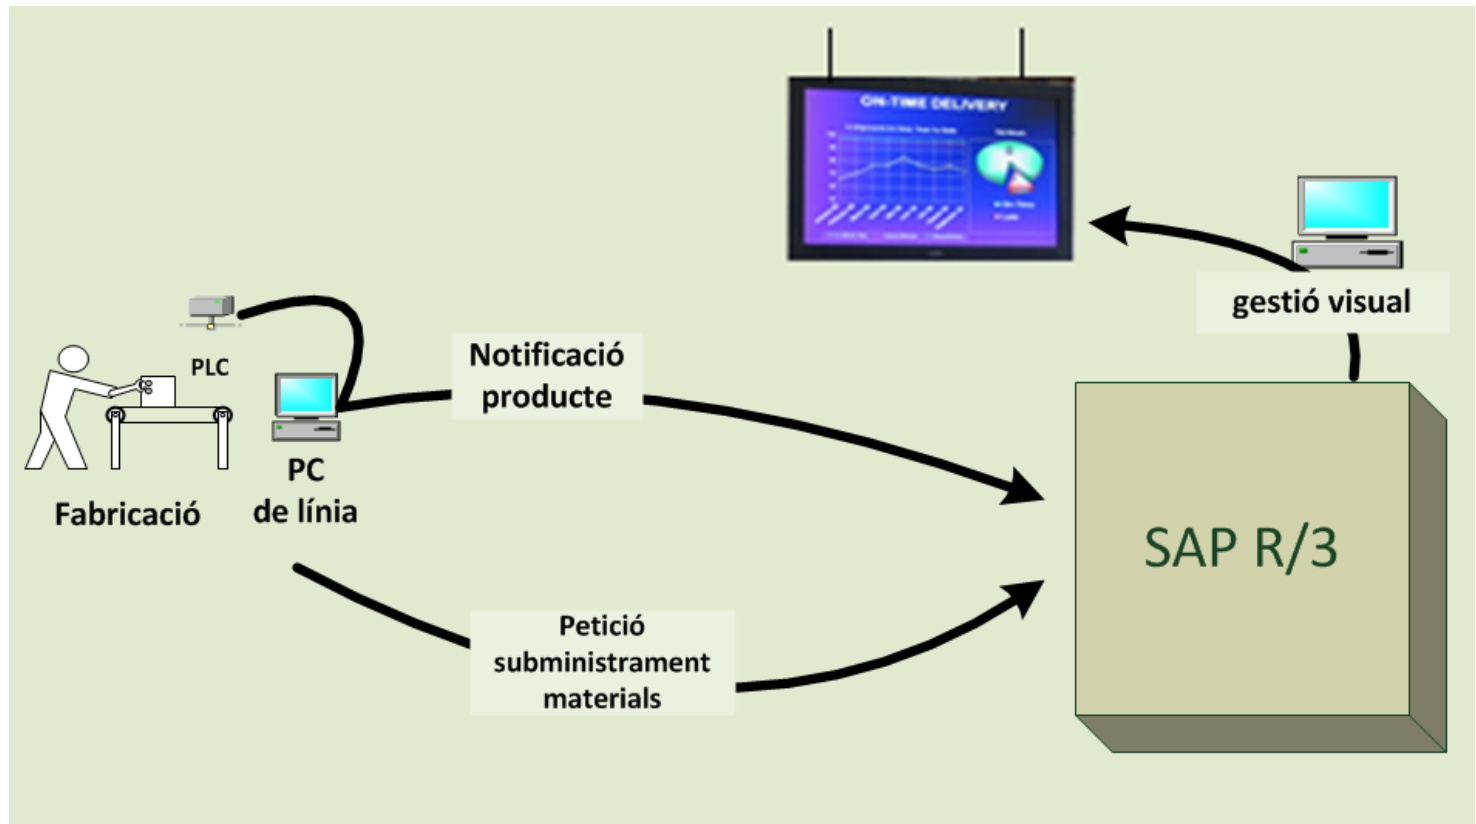 ON-TIME DELIVERY
gestió visual
PLC
Notificació
producte
PC
de línia
Fabricació
SAP R/3
Petició
subministrament
materials